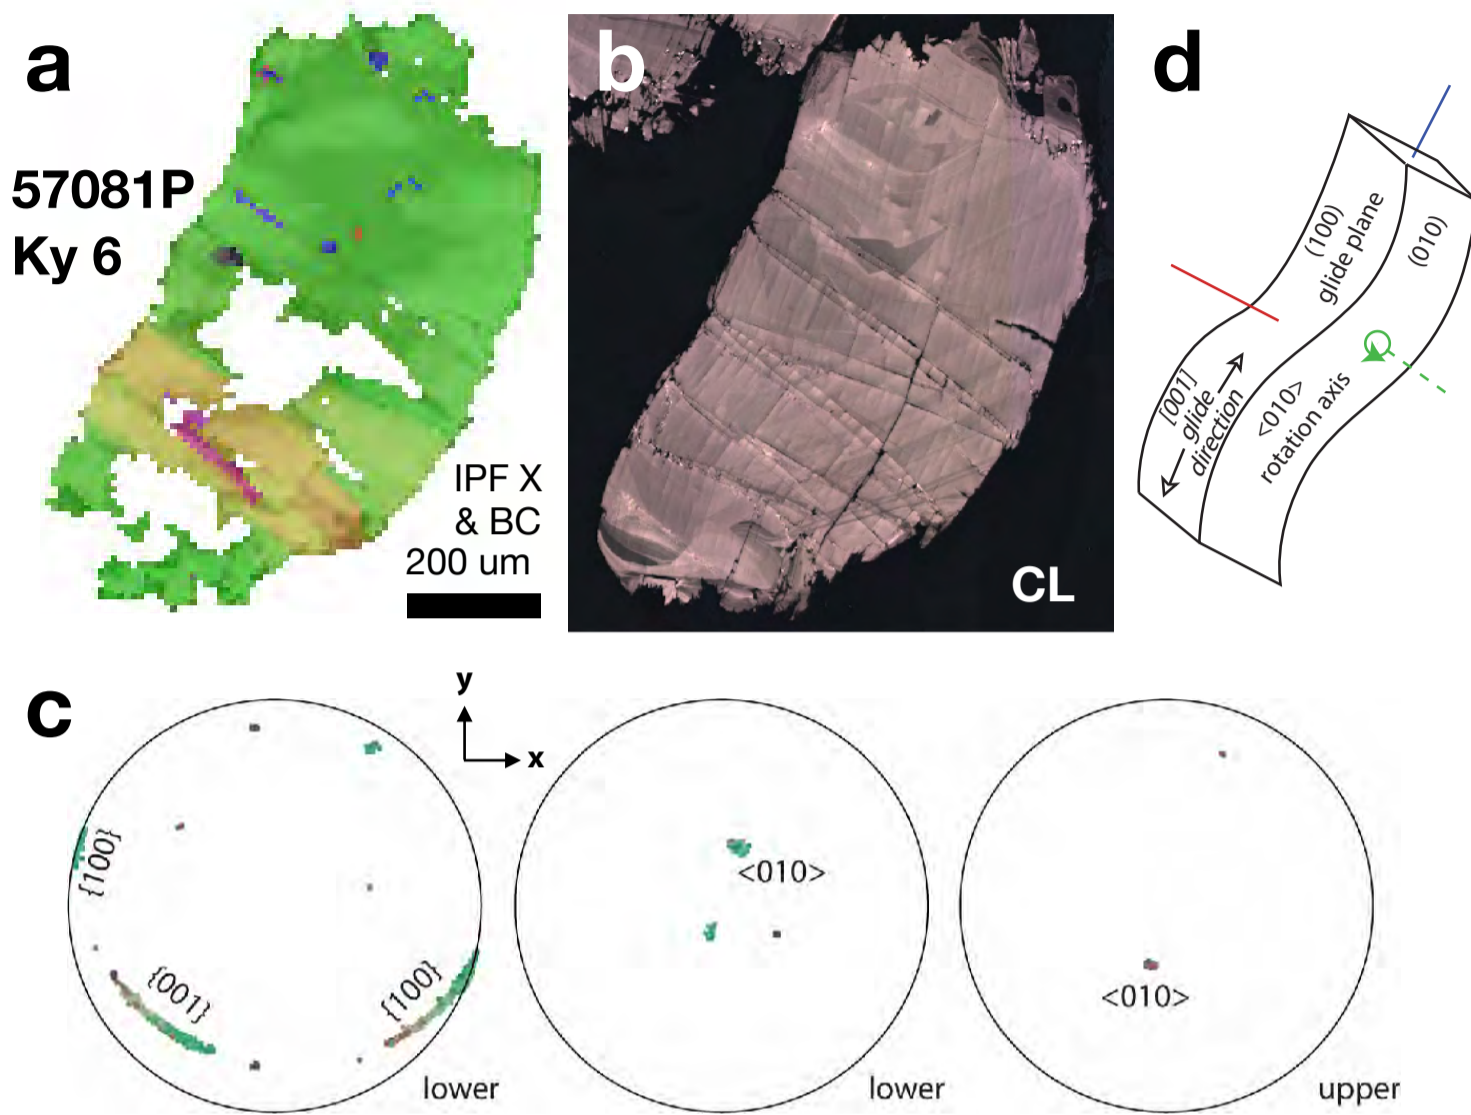 a
57081P
Ky 6
IPF X
& BC
200 um
b
CL
d
(100)
glide plane
(010)
[001]
glide
direction
<010>
rotation axis
c
y
x
{100}
{001}
{100}
lower
<010>
lower
<010>
upper